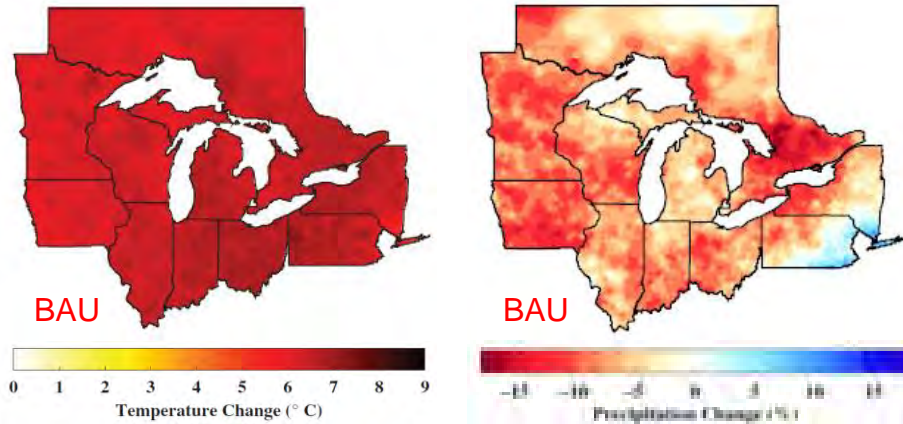 BAU
0 1 2 3 4 5 6 7 8 9
Temperature Change (° C)
BAU
−15 −10 −5 0 5 10 15
Precipitation Change (%)